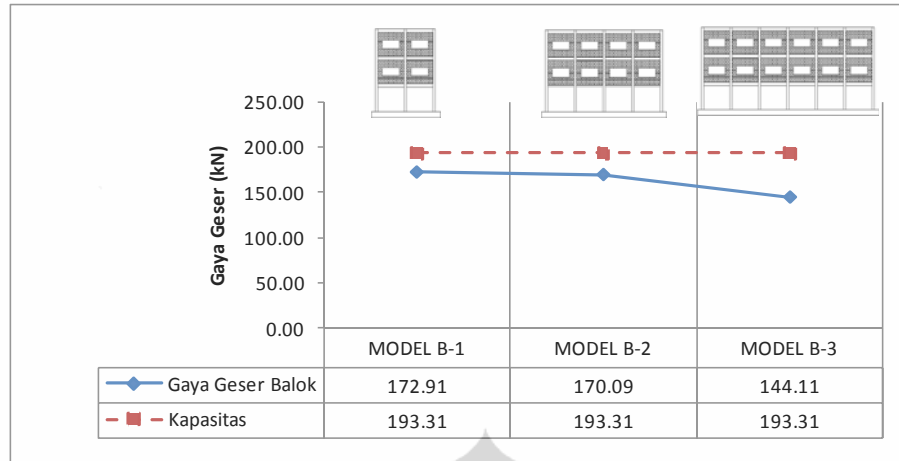 250.00
200.00
150.00
100.00
50.00
0.00
Gaya Geser (kN)
MODEL B-1 MODEL B-2 MODEL B-3
Gaya Geser Balok 172.91 170.09 144.11
Kapasitas 193.31 193.31 193.31